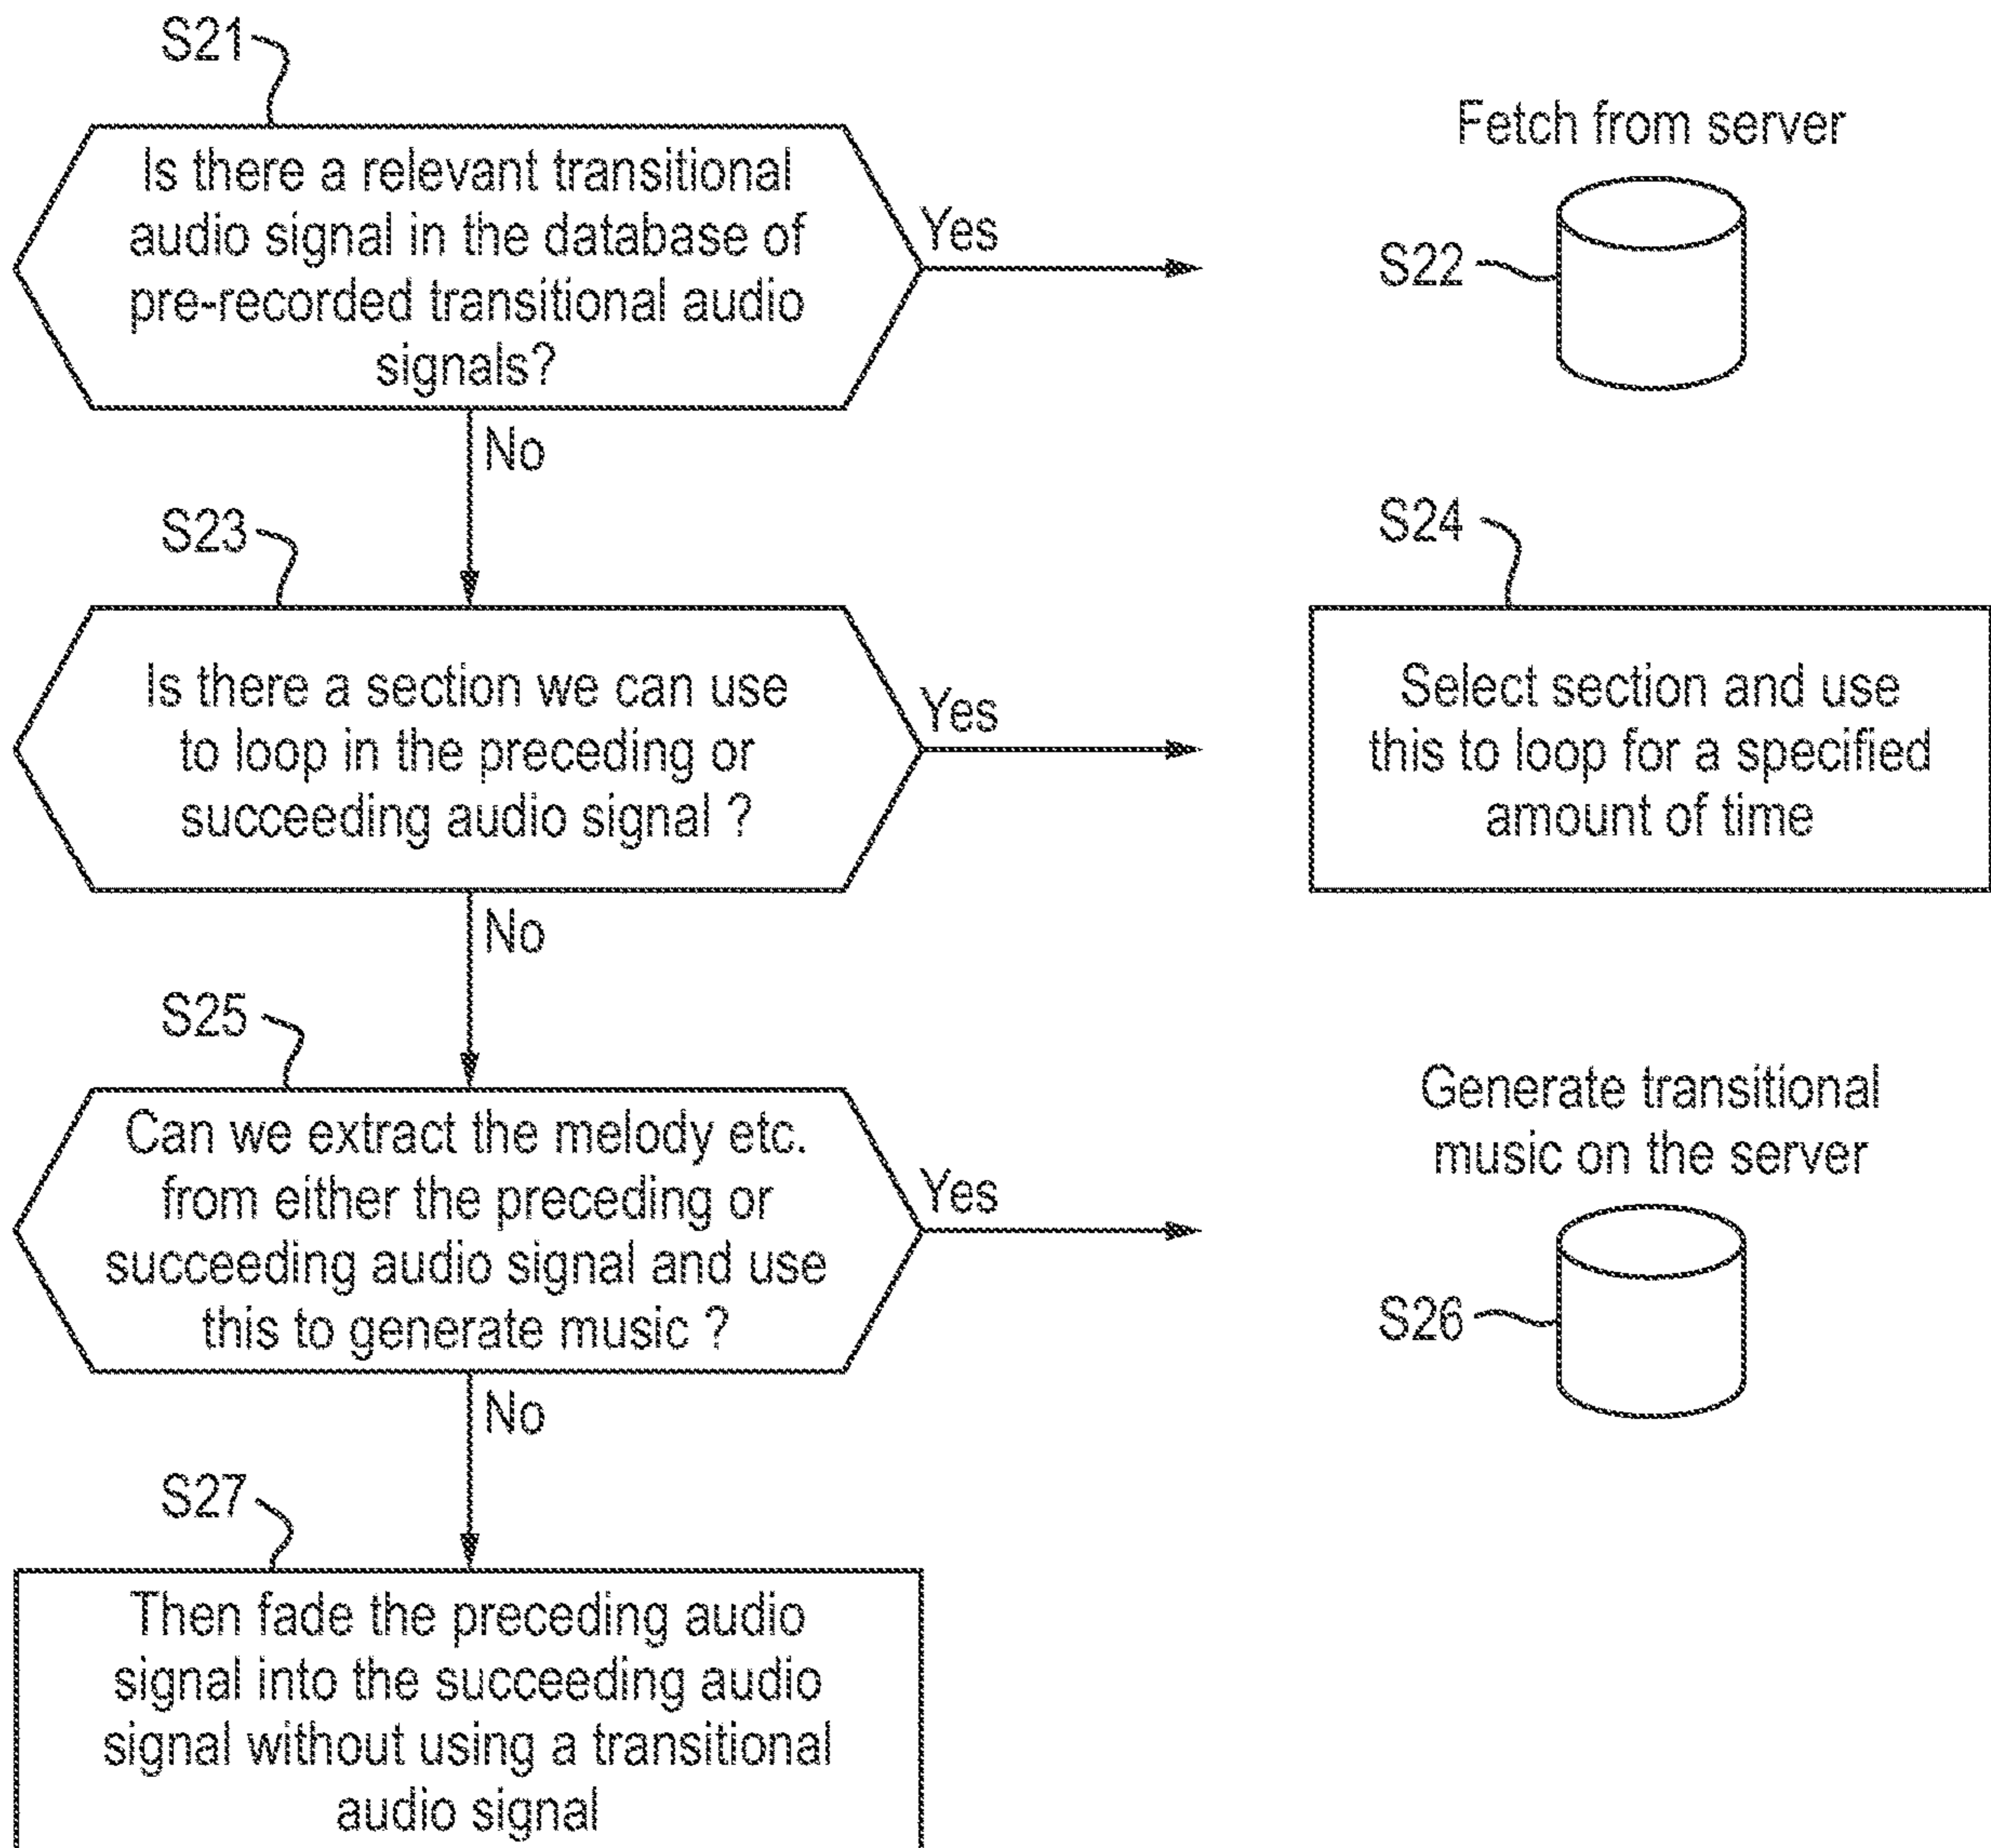 S21
Is there a relevant transitional
audio signal in the database of
pre-recorded transitional audio
signals?
Yes
Fetch from server
S22
No
S23
Is there a section we can use
to loop in the preceding or
succeeding audio signal ?
Yes
S24
Select section and use
this to loop for a specified
amount of time
No
S25
Can we extract the melody etc.
from either the preceding or
succeeding audio signal and use
this to generate music ?
Yes
Generate transitional
music on the server
S26
No
S27
Then fade the preceding audio
signal into the succeeding audio
signal without using a transitional
audio signal